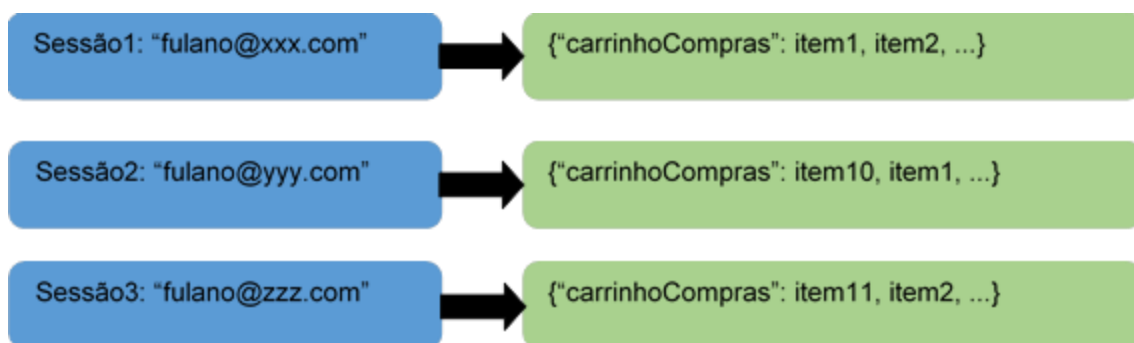 Sessão1: “fulano@xxx.com” {“carrinhoCompras”: item1, item2, ...}
Sessão2: “fulano@yyy.com” {“carrinhoCompras”: item10, item1, ...}
Sessão3: “fulano@zzz.com” {“carrinhoCompras”: item11, item2, ...}